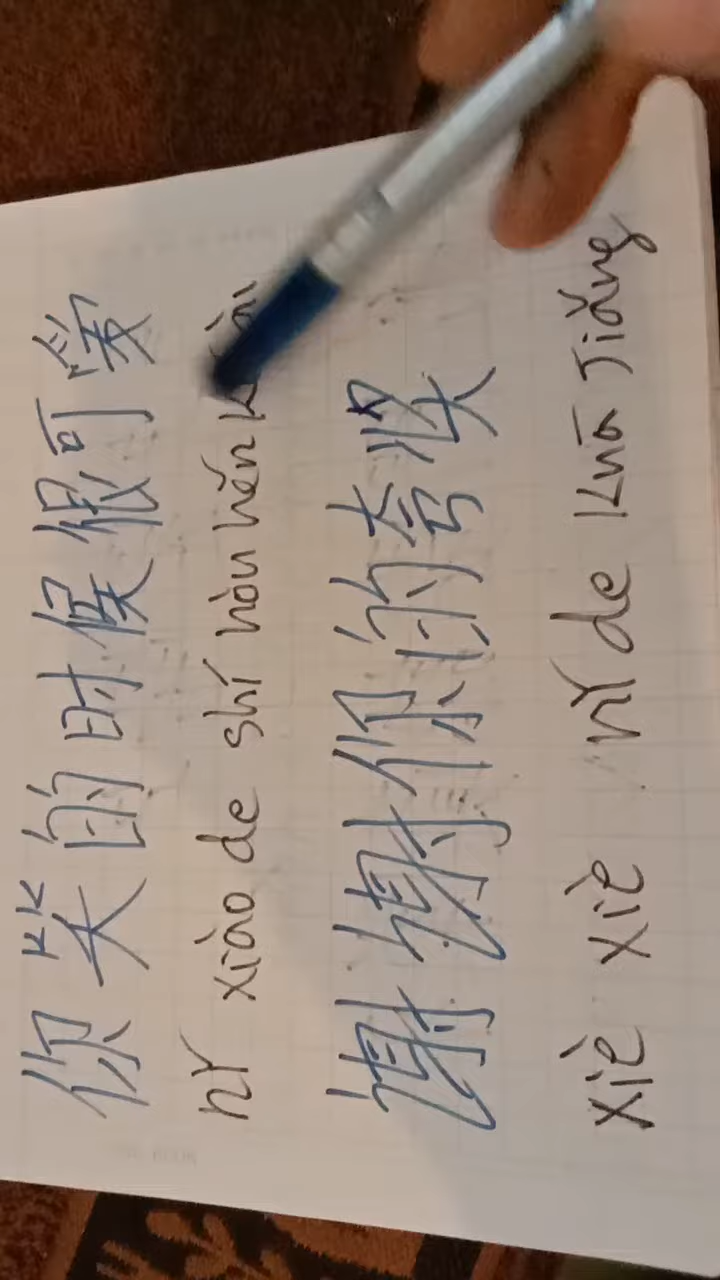 你笑的时候很可爱
nǐ xiào de shí hòu hěn
谢谢你的夸奖
xiè xiè nǐ de kuā Jiǎng